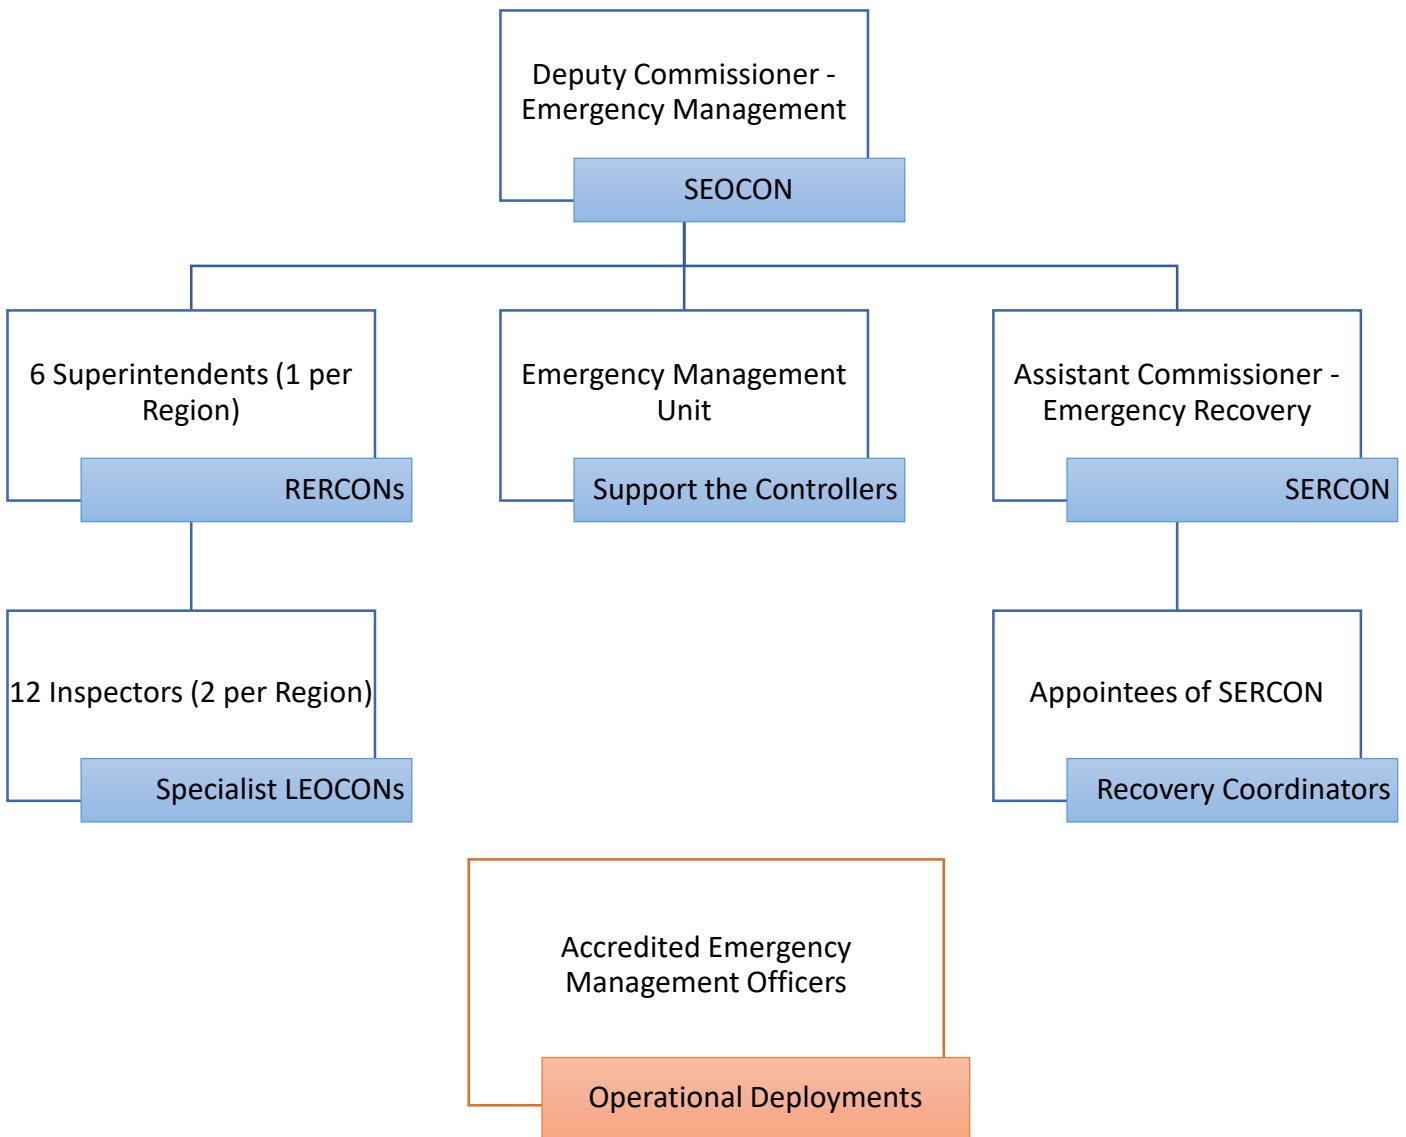 Deputy Commissioner -
Emergency Management
SEOCON
6 Superintendents (1 per
Region)
RERCONs
Emergency Management
Unit
Support the Controllers
Assistant Commissioner -
Emergency Recovery
SERCON
12 Inspectors (2 per Region)
Specialist LEOCONs
Appointees of SERCON
Recovery Coordinators
Accredited Emergency
Management Officers
Operational Deployments